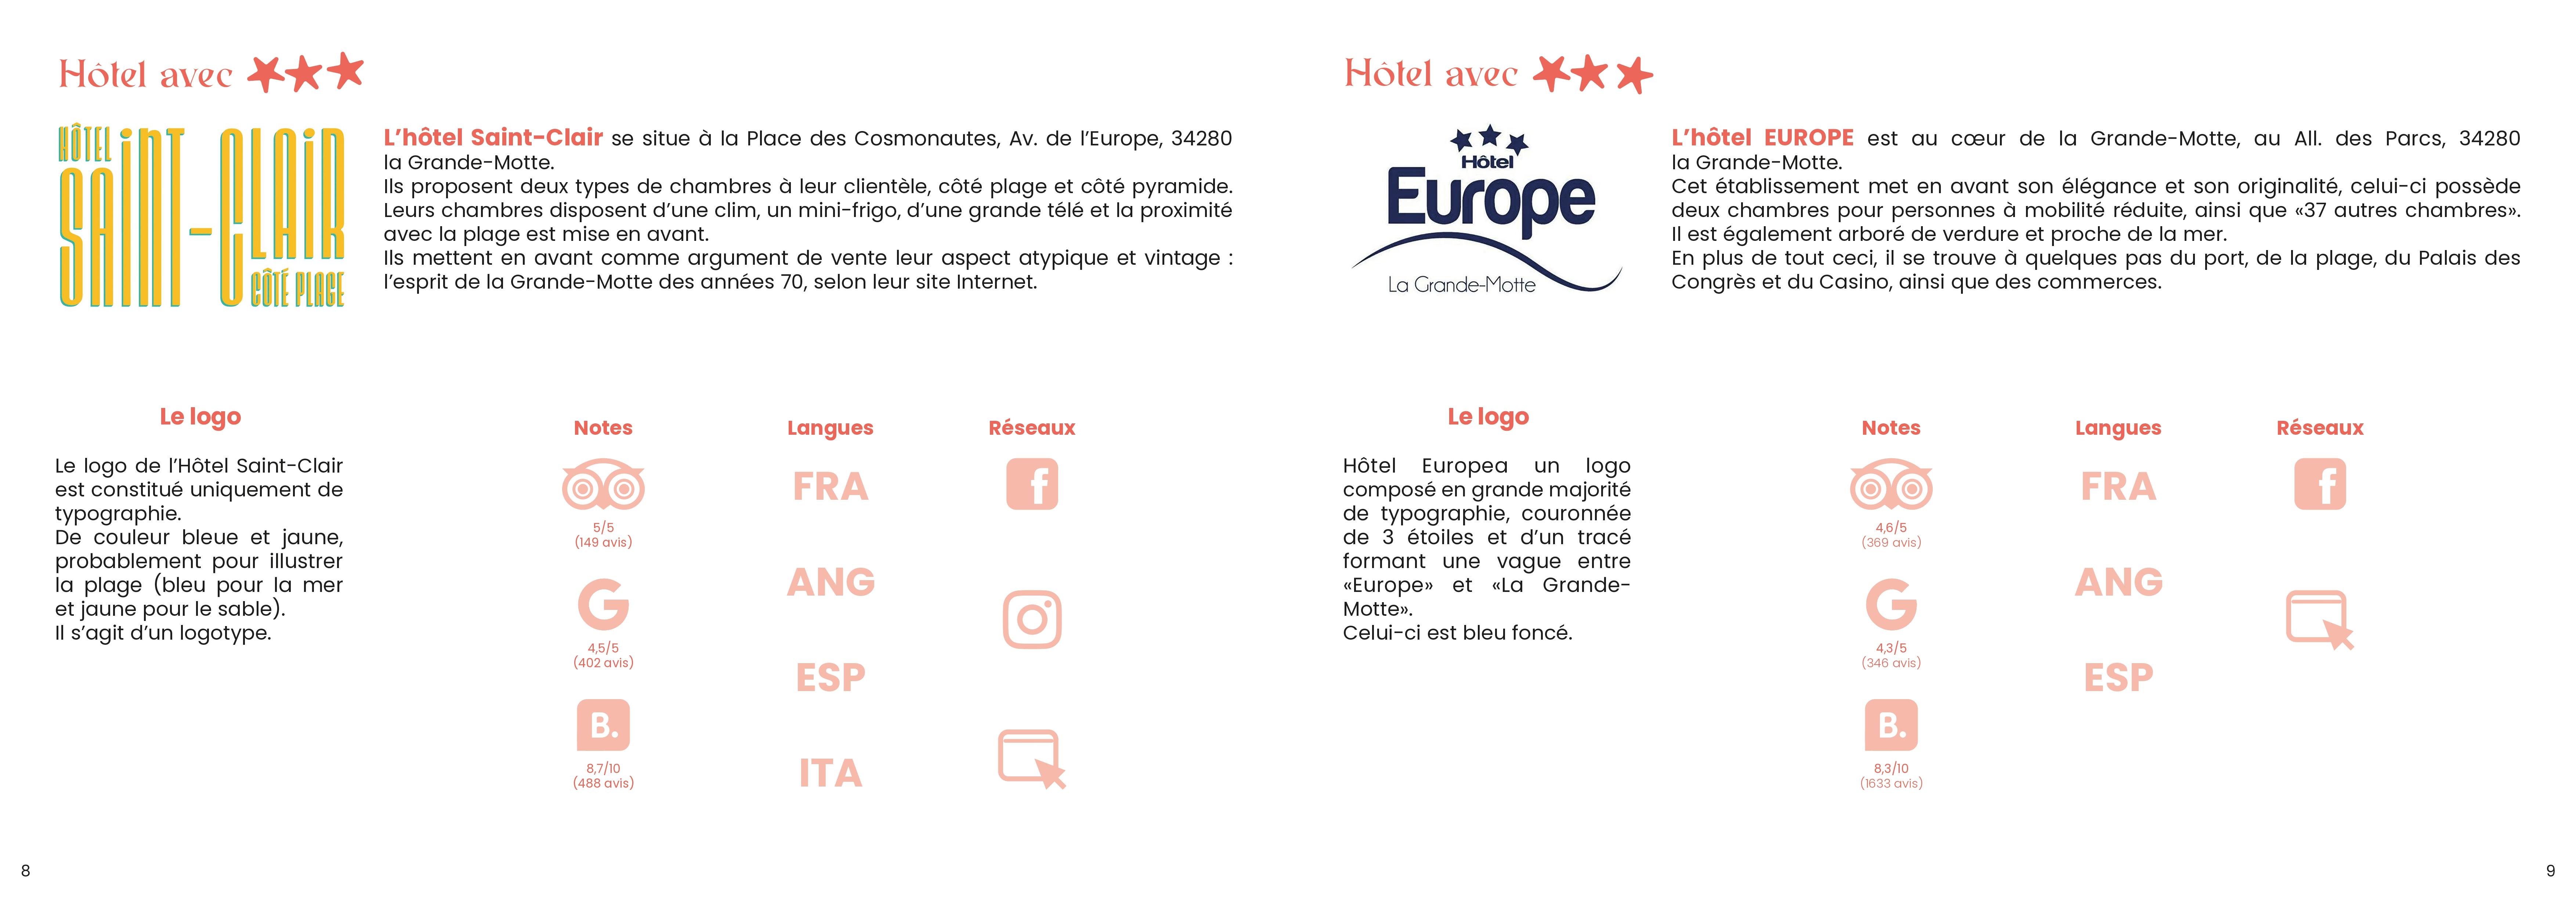 Hôtel avec
HÔTEL
SAiNT-CLAiR
CÔTÉ PLAGE
L’hôtel Saint-Clair se situe à la Place des Cosmonautes, Av. de l’Europe, 34280
la Grande-Motte.
Ils proposent deux types de chambres à leur clientèle, côté plage et côté pyramide.
Leurs chambres disposent d’une clim, un mini-frigo, d’une grande télé et la proximité
avec la plage est mise en avant.
Ils mettent en avant comme argument de vente leur aspect atypique et vintage :
l’esprit de la Grande-Motte des années 70, selon leur site Internet.
Le logo
Le logo de l’Hôtel Saint-Clair
est constitué uniquement de
typographie.
De couleur bleue et jaune,
probablement pour illustrer
la plage (bleu pour la mer
et jaune pour le sable).
Il s’agit d’un logotype.
Notes
5/5
(149 avis)
G
4,5/5
(402 avis)
B.
8,7/10
(488 avis)
Langues
FRA
ANG
ESP
ITA
Réseaux
f
8
Hôtel avec
Hôtel
Europe
La Grande-Motte
L’hôtel EUROPE est au cœur de la Grande-Motte, au All. des Parcs, 34280
la Grande-Motte.
Cet établissement met en avant son élégance et son originalité, celui-ci possède
deux chambres pour personnes à mobilité réduite, ainsi que «37 autres chambres».
Il est également arboré de verdure et proche de la mer.
En plus de tout ceci, il se trouve à quelques pas du port, de la plage, du Palais des
Congrès et du Casino, ainsi que des commerces.
Le logo
Hôtel Europea un logo
composé en grande majorité
de typographie, couronnée
de 3 étoiles et d’un tracé
formant une vague entre
«Europe» et «La Grande-
Motte».
Celui-ci est bleu foncé.
Notes
4,6/5
(369 avis)
G
4,3/5
(346 avis)
B.
8,3/10
(1633 avis)
Langues
FRA
ANG
ESP
Réseaux
f
9